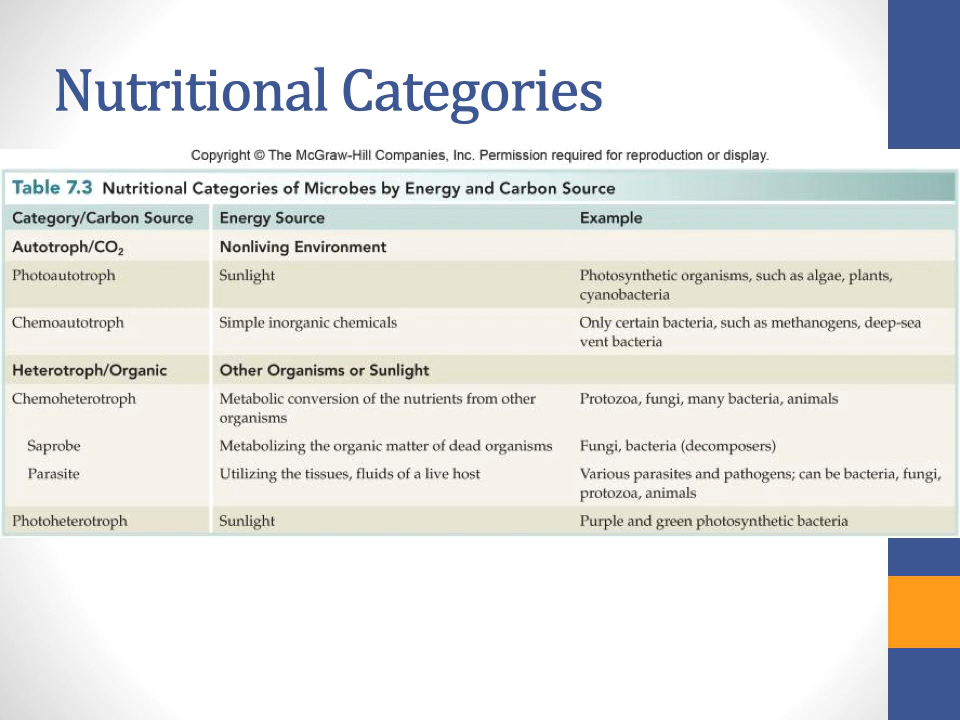 Nutritional Categories
Copyright © The McGraw-Hill Companies, Inc. Permission required for reproduction or display.
Table 7.3 Nutritional Categories of Microbes by Energy and Carbon Source
Category/Carbon Source Energy Source Example
Autotroph/CO₂ Nonliving Environment
Photoautotroph Sunlight Photosynthetic organisms, such as algae, plants,
cyanobacteria
Chemoautotroph Simple inorganic chemicals Only certain bacteria, such as methanogens, deep-sea
vent bacteria
Heterotroph/Organic Other Organisms or Sunlight
Chemoheterotroph Metabolic conversion of the nutrients from other Protozoa, fungi, many bacteria, animals
organisms
Saprobe Metabolizing the organic matter of dead organisms Fungi, bacteria (decomposers)
Parasite Utilizing the tissues, fluids of a live host Various parasites and pathogens; can be bacteria, fungi,
protozoa, animals
Photoheterotroph Sunlight Purple and green photosynthetic bacteria